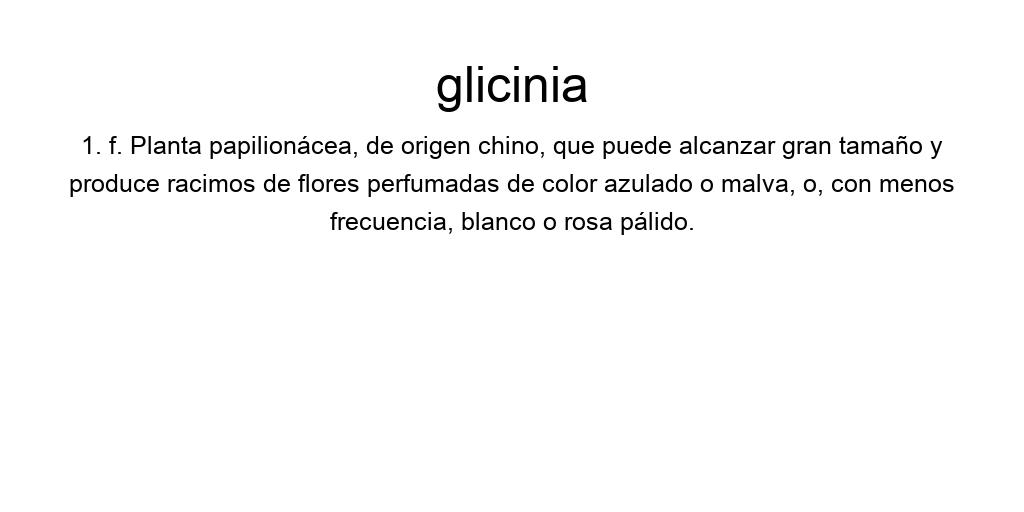 glicinia
1. f. Planta papilionácea, de origen chino, que puede alcanzar gran tamaño y
produce racimos de flores perfumadas de color azulado o malva, o, con menos
frecuencia, blanco o rosa pálido.